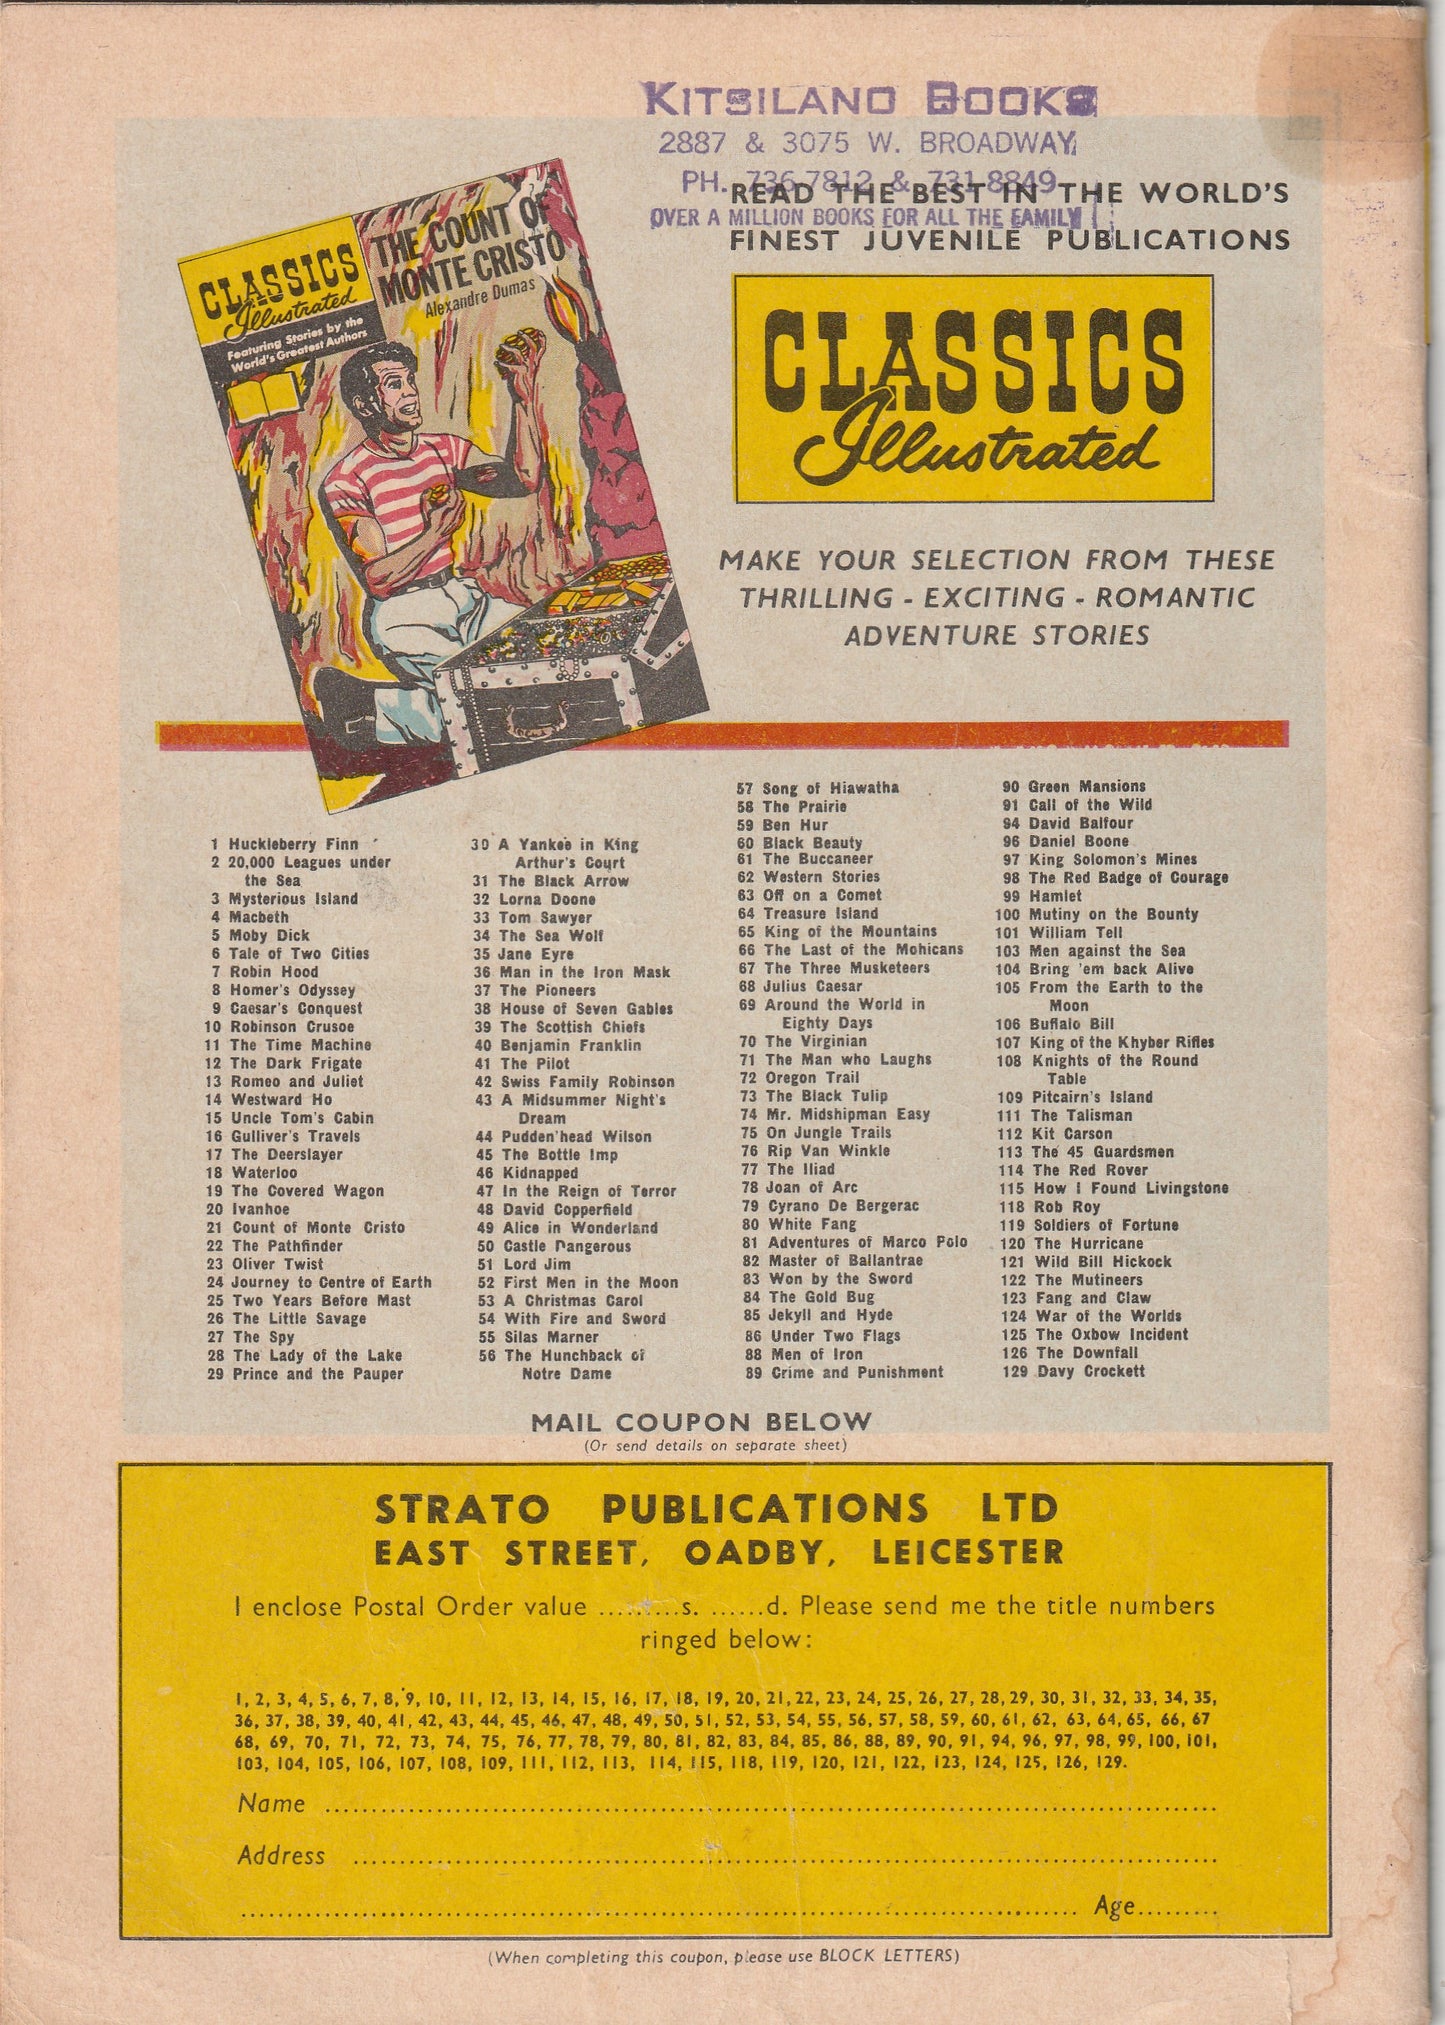 KITSILANO BOOKS
2887 & 3075 W. BROADWAY
PH. 736-7812 & 731-8849
OVER A MILLION BOOKS FOR ALL THE FAMILY
READ THE BEST IN THE WORLD'S
FINEST JUVENILE PUBLICATIONS
CLASSICS
Illustrated
Featuring Stories by the
World's Greatest Authors
THE COUNT OF
MONTE CRISTO
Alexandre Dumas
CLASSICS
Illustrated
MAKE YOUR SELECTION FROM THESE
THRILLING - EXCITING - ROMANTIC
ADVENTURE STORIES
1 Huckleberry Finn
2 20,000 Leagues under
the Sea
3 Mysterious Island
4 Macbeth
5 Moby Dick
6 Tale of Two Cities
7 Robin Hood
8 Homer's Odyssey
9 Caesar's Conquest
10 Robinson Crusoe
11 The Time Machine
12 The Dark Frigate
13 Romeo and Juliet
14 Westward Ho
15 Uncle Tom's Cabin
16 Gulliver's Travels
17 The Deerslayer
18 Waterloo
19 The Covered Wagon
20 Ivanhoe
21 Count of Monte Cristo
22 The Pathfinder
23 Oliver Twist
24 Journey to Centre of Earth
25 Two Years Before Mast
26 The Little Savage
27 The Spy
28 The Lady of the Lake
29 Prince and the Pauper
30 A Yankee in King
Arthur's Court
31 The Black Arrow
32 Lorna Doone
33 Tom Sawyer
34 The Sea Wolf
35 Jane Eyre
36 Man in the Iron Mask
37 The Pioneers
38 House of Seven Gables
39 The Scottish Chiefs
40 Benjamin Franklin
41 The Pilot
42 Swiss Family Robinson
43 A Midsummer Night's
Dream
44 Pudden'head Wilson
45 The Bottle Imp
46 Kidnapped
47 In the Reign of Terror
48 David Copperfield
49 Alice in Wonderland
50 Castle Dangerous
51 Lord Jim
52 First Men in the Moon
53 A Christmas Carol
54 With Fire and Sword
55 Silas Marner
56 The Hunchback of
Notre Dame
57 Song of Hiawatha
58 The Prairie
59 Ben Hur
60 Black Beauty
61 The Buccaneer
62 Western Stories
63 Off on a Comet
64 Treasure Island
65 King of the Mountains
66 The Last of the Mohicans
67 The Three Musketeers
68 Julius Caesar
69 Around the World in
Eighty Days
70 The Virginian
71 The Man who Laughs
72 Oregon Trail
73 The Black Tulip
74 Mr. Midshipman Easy
75 On Jungle Trails
76 Rip Van Winkle
77 The Iliad
78 Joan of Arc
79 Cyrano De Bergerac
80 White Fang
81 Adventures of Marco Polo
82 Master of Ballantrae
83 Won by the Sword
84 The Gold Bug
85 Jekyll and Hyde
86 Under Two Flags
88 Men of Iron
89 Crime and Punishment
90 Green Mansions
91 Call of the Wild
94 David Balfour
96 Daniel Boone
97 King Solomon's Mines
98 The Red Badge of Courage
99 Hamlet
100 Mutiny on the Bounty
101 William Tell
103 Men against the Sea
104 Bring 'em back Alive
105 From the Earth to the
Moon
106 Buffalo Bill
107 King of the Khyber Rifles
108 Knights of the Round
Table
109 Pitcairn's Island
111 The Talisman
112 Kit Carson
113 The 45 Guardsmen
114 The Red Rover
115 How I Found Livingstone
118 Rob Roy
119 Soldiers of Fortune
120 The Hurricane
121 Wild Bill Hickock
122 The Mutineers
123 Fang and Claw
124 War of the Worlds
125 The Oxbow Incident
126 The Downfall
129 Davy Crockett
MAIL COUPON BELOW
(Or send details on separate sheet)
STRATO PUBLICATIONS LTD
EAST STREET, OADBY, LEICESTER
I enclose Postal Order value ..........s. ......d. Please send me the title numbers
ringed below:
1, 2, 3, 4, 5, 6, 7, 8, 9, 10, 11, 12, 13, 14, 15, 16, 17, 18, 19, 20, 21, 22, 23, 24, 25, 26, 27, 28, 29, 30, 31, 32, 33, 34, 35,
36, 37, 38, 39, 40, 41, 42, 43, 44, 45, 46, 47, 48, 49, 50, 51, 52, 53, 54, 55, 56, 57, 58, 59, 60, 61, 62, 63, 64, 65, 66, 67
68, 69, 70, 71, 72, 73, 74, 75, 76, 77, 78, 79, 80, 81, 82, 83, 84, 85, 86, 88, 89, 90, 91, 94, 96, 97, 98, 99, 100, 101,
103, 104, 105, 106, 107, 108, 109, 111, 112, 113, 114, 115, 118, 119, 120, 121, 122, 123, 124, 125, 126, 129.
Name
Address
Age
(When completing this coupon, please use BLOCK LETTERS)